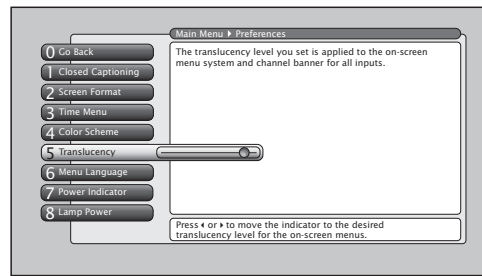 Main Menu ▶ Preferences
0 Go Back
1 Closed Captioning
2 Screen Format
3 Time Menu
4 Color Scheme
5 Translucency
6 Menu Language
7 Power Indicator
8 Lamp Power
The translucency level you set is applied to the on-screen
menu system and channel banner for all inputs.
Press ◀ or ▶ to move the indicator to the desired
translucency level for the on-screen menus.